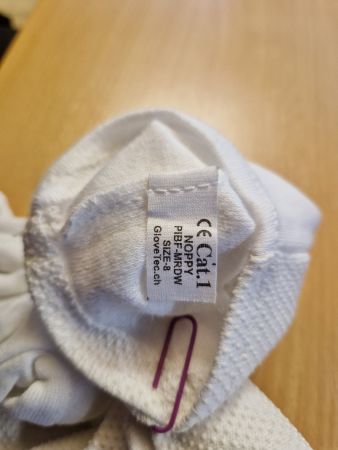 CE Cat.1
NOPPY
PIBF-MRDW
SIZE-8
GloveTec.ch